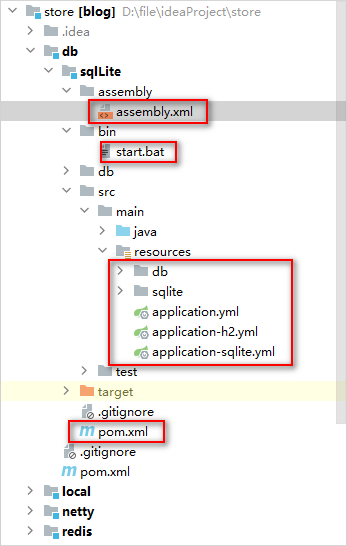 store [blog] D:\file\ideaProject\store
.idea
db
sqlLite
assembly
assembly.xml
bin
start.bat
db
src
main
java
resources
db
sqlite
application.yml
application-h2.yml
application-sqlite.yml
test
target
.gitignore
pom.xml
.gitignore
pom.xml
local
netty
redis